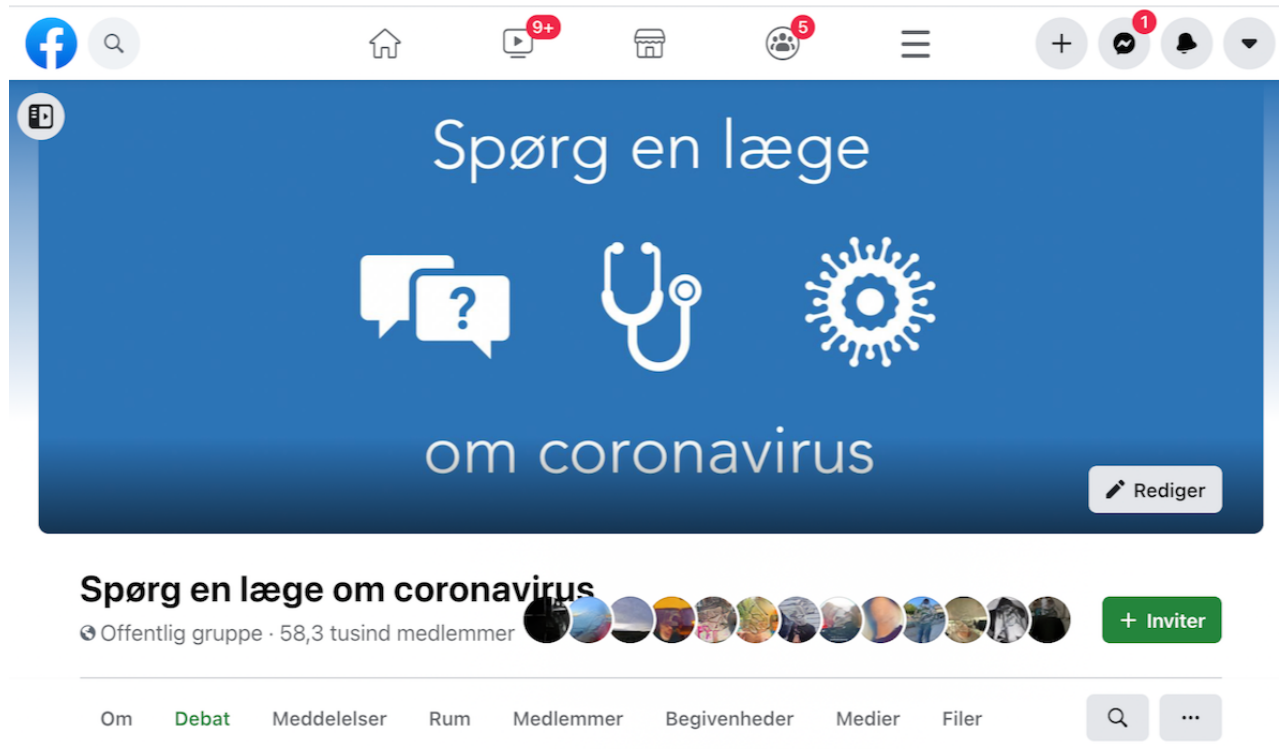 9+
5
1
Spørg en læge
?
om coronavirus
Rediger
Spørg en læge om coronavirus
Offentlig gruppe · 58,3 tusind medlemmer
+ Inviter
Om Debat Meddelelser Rum Medlemmer Begivenheder Medier Filer